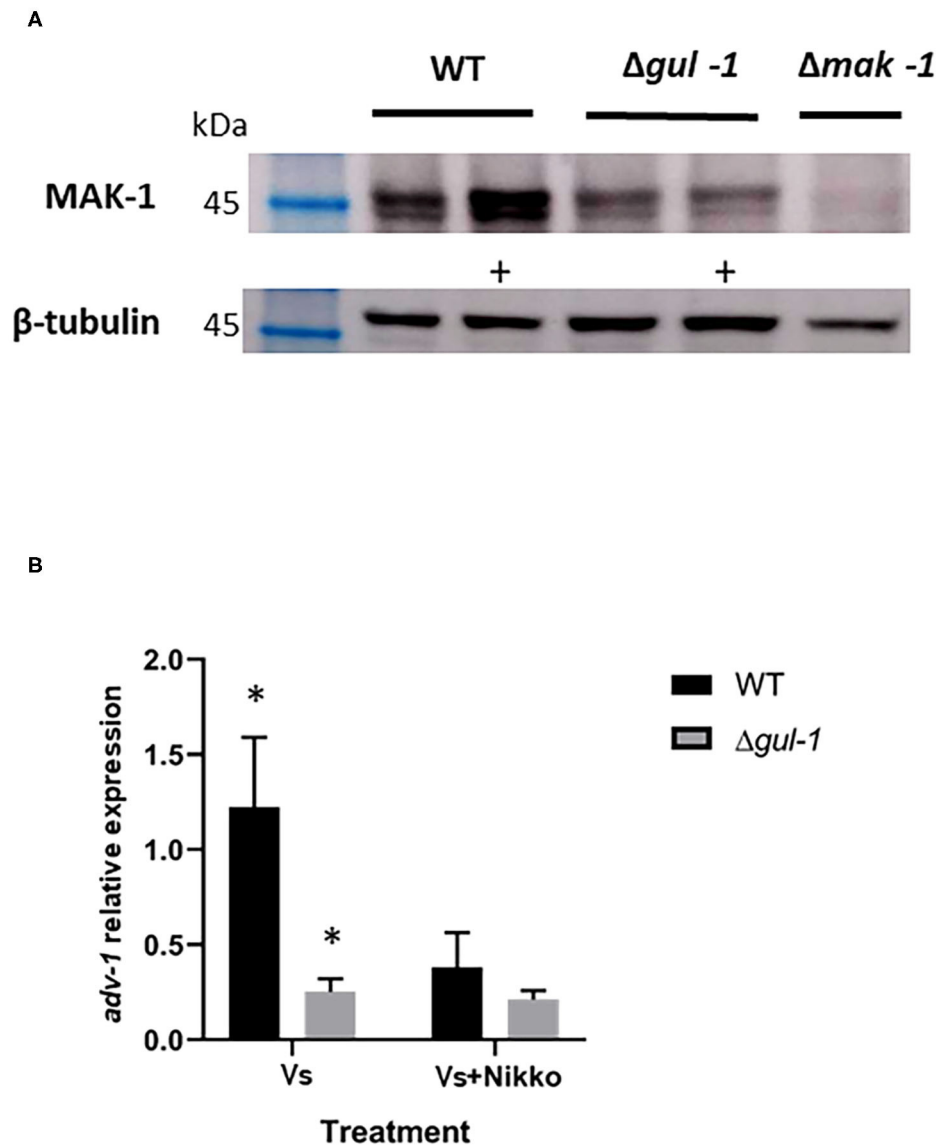 A
WT Δgul -1 Δmak -1
kDa
MAK-1 45
+ +
β-tubulin 45
B
2.0
1.5
1.0
0.5
0.0
adv-1 relative expression
* *
Vs Vs+Nikko
Treatment
WT
Δgul-1